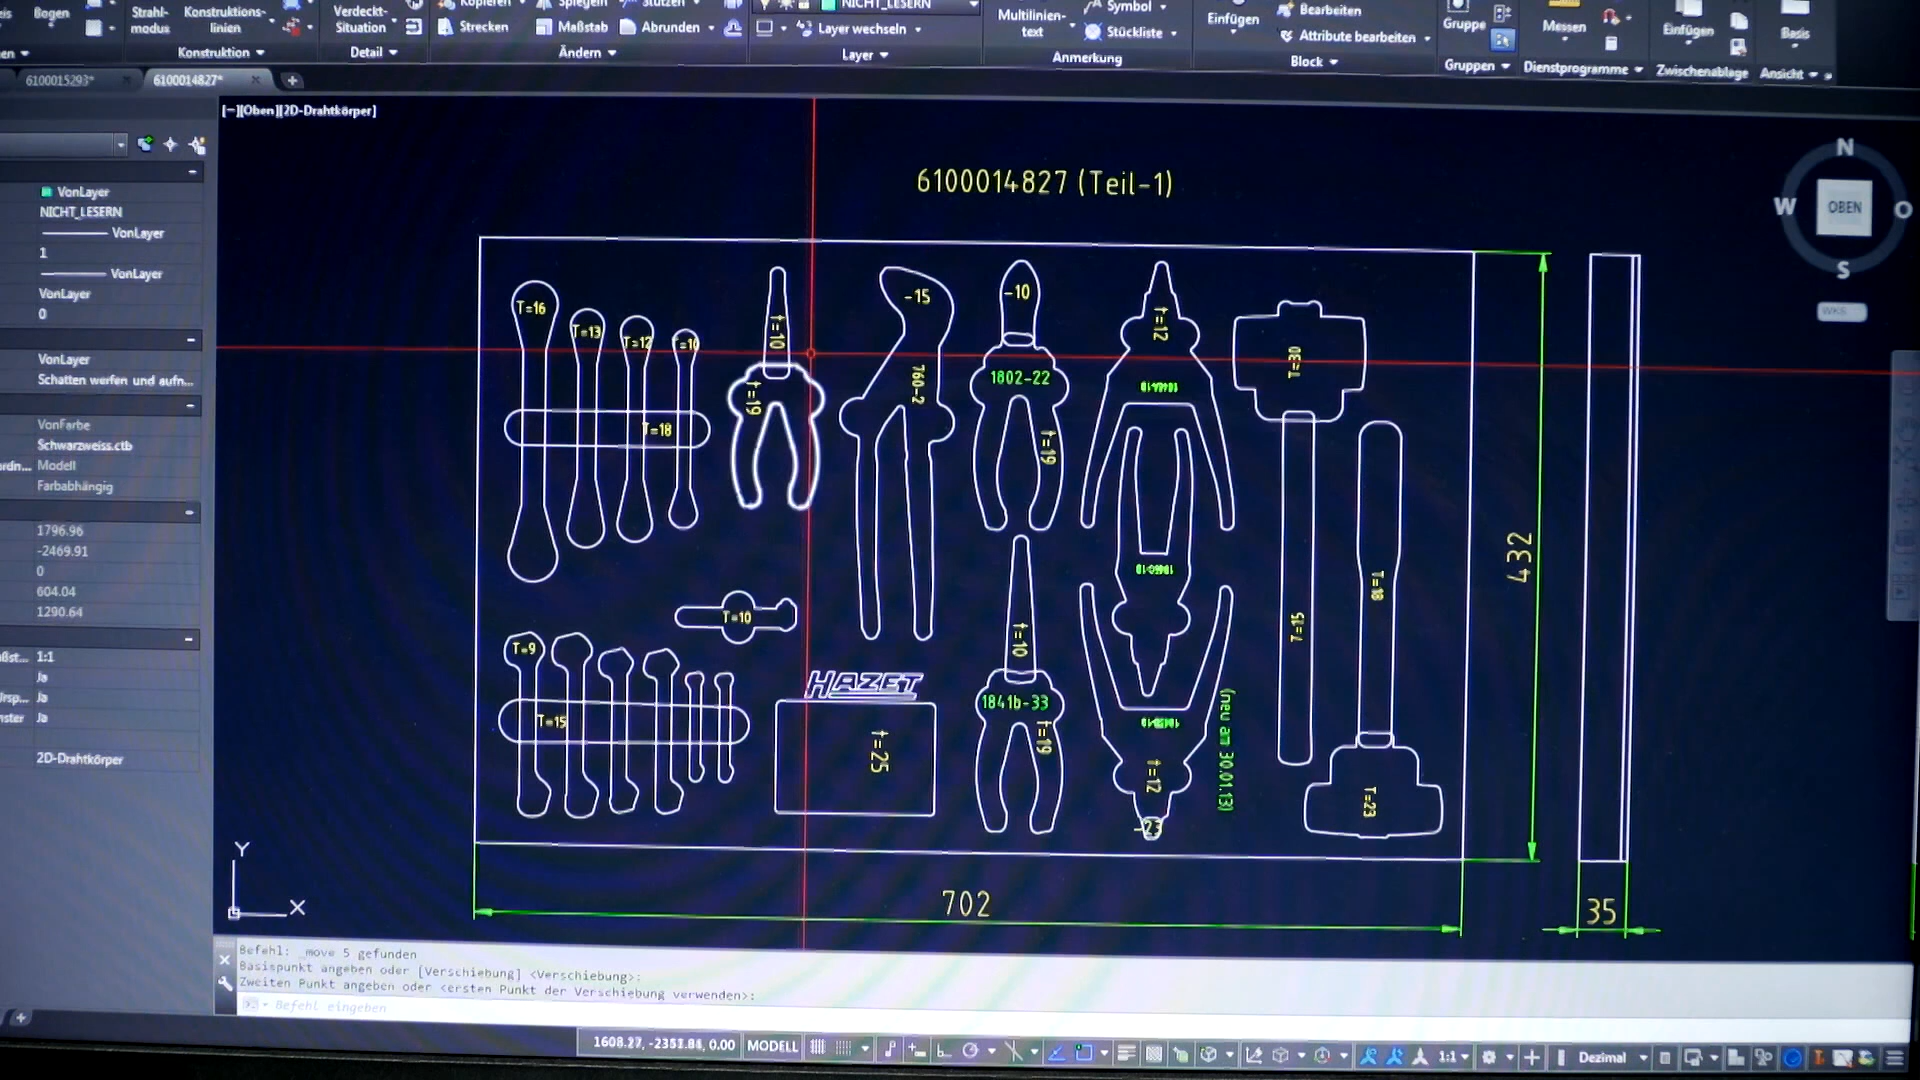 Bogen
Strahl-
modus
Konstruktions-
linien
Konstruktion
Verdeckt-
Situation
Detail
Kopieren
Spiegeln
Stutzen
Strecken
Maßstab
Abrunden
Ändern
NICHT_LESERN
Layer wechseln
Layer
Multilinien-
text
Symbol
Stückliste
Anmerkung
Einfügen
Bearbeiten
Attribute bearbeiten
Block
Gruppe
Gruppen
Messen
Dienstprogramme
Einfügen
Zwischenablage
Basis
Ansicht
6100015293*
6100014827*
[−][Oben][2D-Drahtkörper]
VonLayer
NICHT_LESERN
VonLayer
1
VonLayer
VonLayer
0
VonLayer
Schatten werfen und aufn...
VonFarbe
Schwarzweiss.ctb
Modell
Farbabhängig
1796.96
-2469.91
0
604.04
1290.64
1:1
Ja
Ja
Ja
2D-Drahtkörper
6100014827 (Teil-1)
N
W
OBEN
O
S
WKS
T=16
T=13
T=12
T=18
t=10
t=19
-15
760-2
-10
1802-22
t=19
t=12
T=30
T=10
T=9
T=15
HAZET
t=25
t=10
1841b-33
t=19
t=12
-23
(neu am 30.01.13)
T=18
T=23
432
702
35
Y
X
Befehl: _move 5 gefunden
Basispunkt angeben oder [Verschiebung] <Verschiebung>:
Zweiten Punkt angeben oder <ersten Punkt der Verschiebung verwenden>:
Befehl eingeben
1608.27, -2351.81, 0.00
MODELL
1:1
Dezimal